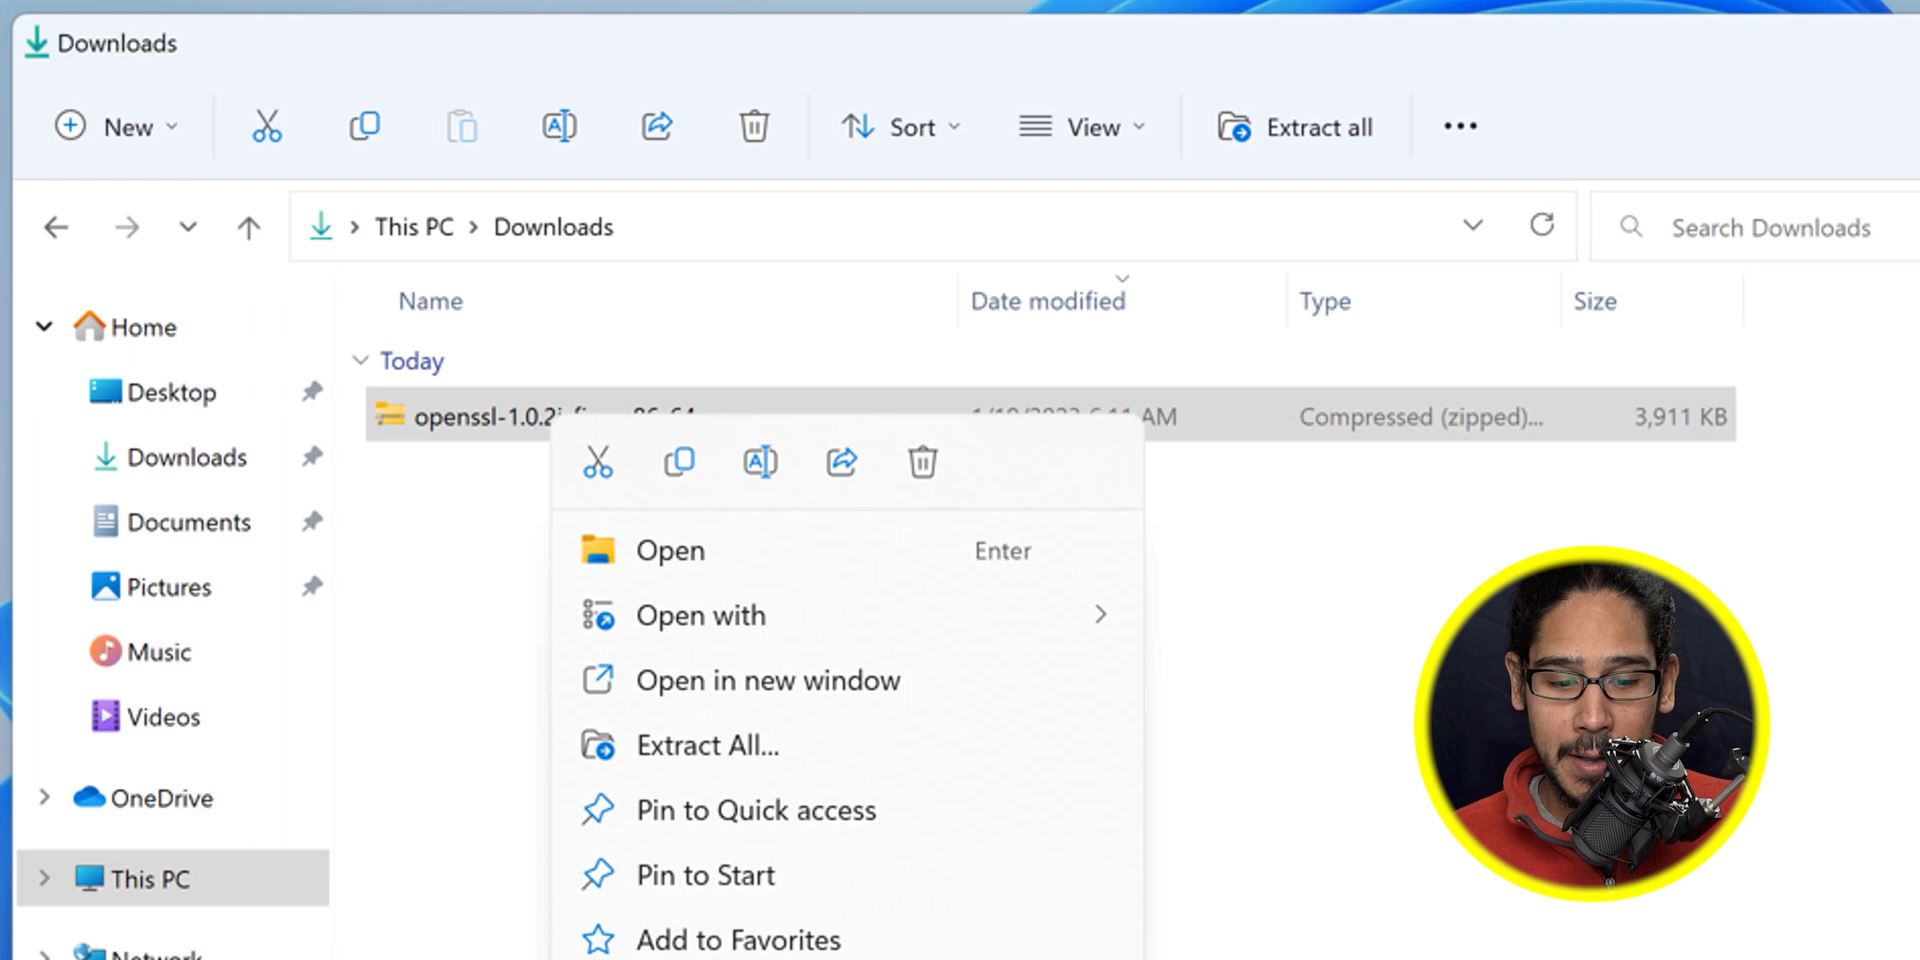 Downloads
New
Sort
View
Extract all
This PC
Downloads
Search Downloads
Name
Date modified
Type
Size
Home
Today
Desktop
AM
Compressed (zipped)...
3,911 KB
Downloads
Documents
Pictures
Music
Videos
OneDrive
This PC
Network
Open
Enter
Open with
Open in new window
Extract All...
Pin to Quick access
Pin to Start
Add to Favorites